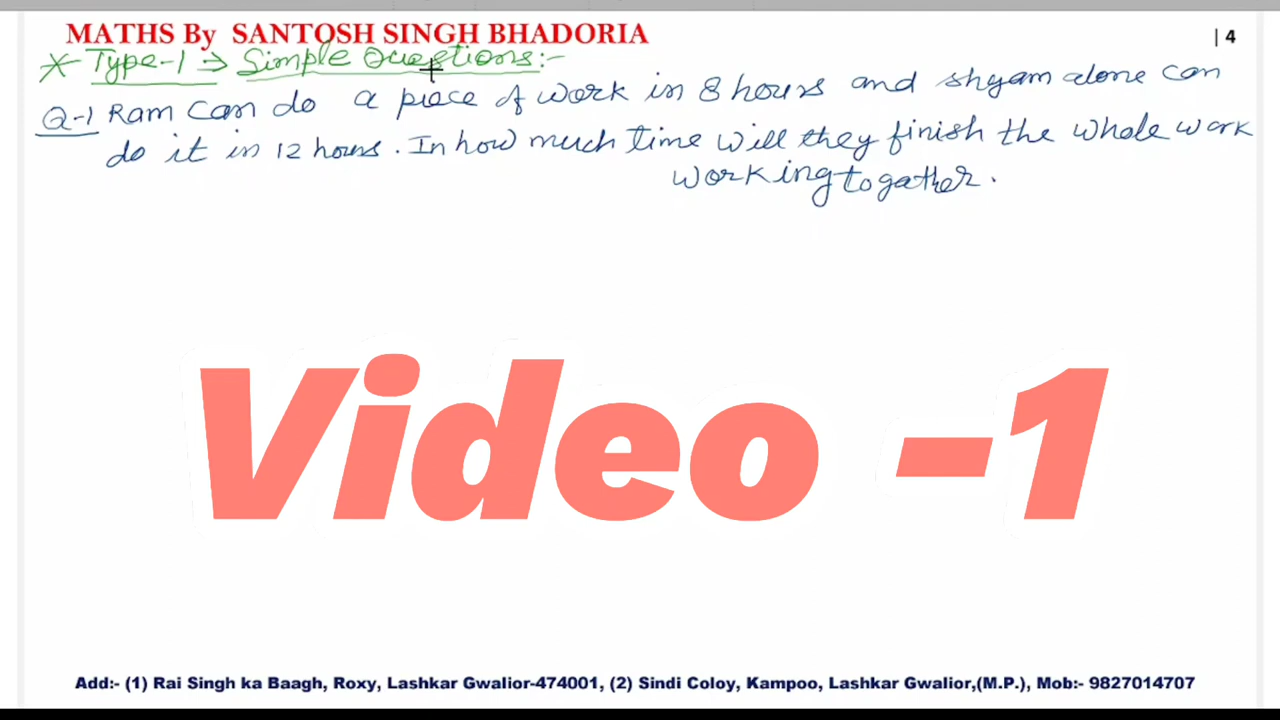 MATHS By SANTOSH SINGH BHADORIA
| 4
* Type-1 → Simple Questions:-
Q-1 Ram can do a piece of work in 8 hours and shyam alone can
do it in 12 hours. In how much time will they finish the whole work
working togather.
Video -1
Add:- (1) Rai Singh ka Baagh, Roxy, Lashkar Gwalior-474001, (2) Sindi Coloy, Kampoo, Lashkar Gwalior,(M.P.), Mob:- 9827014707